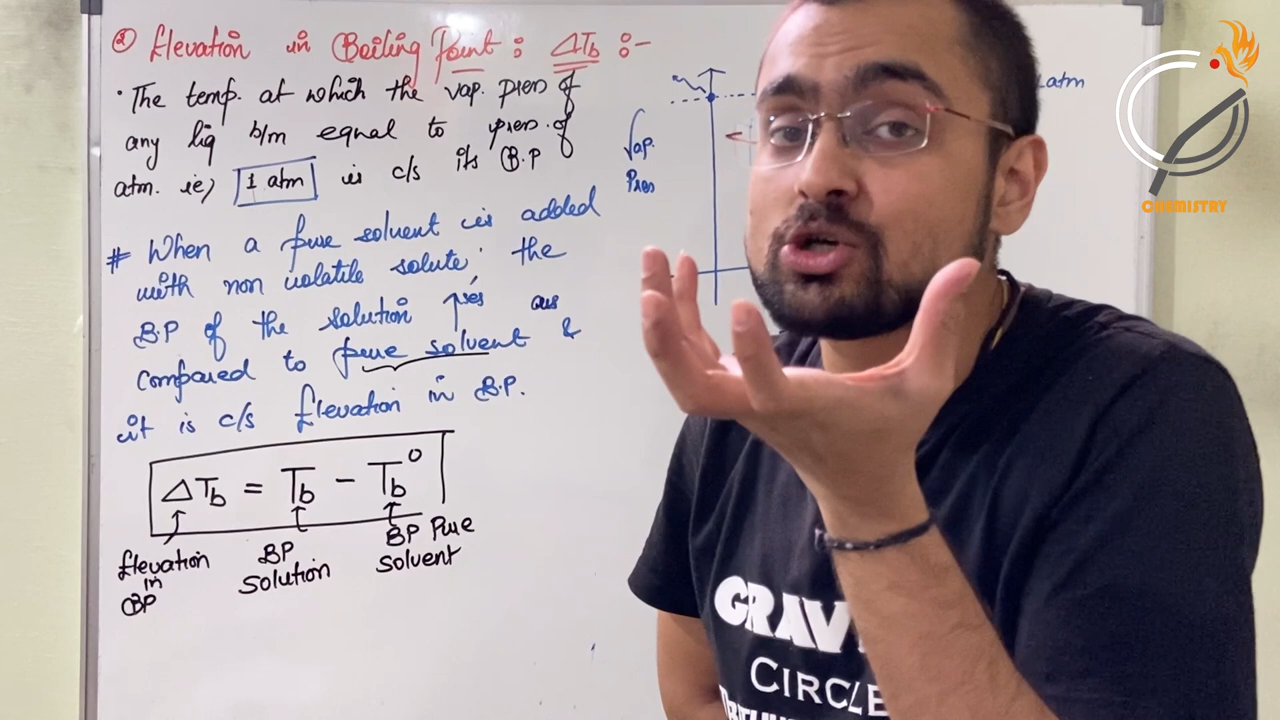 ② Elevation in Boiling Point : ΔTb :-
· The temp. at which the vap. pres of
any liq b/m equal to pres. of
atm. ie, 1 atm is c/s its B.P
# When a pure solvent is added
with non volatile solute, the
B.P of the solution ↑ses as
compared to pure solvent &
it is c/s Elevation in B.P.
ΔTb = Tb - Tb⁰
Elevation in BP
BP solution
BP Pure solvent
Vap. Pres
atm
CHEMISTRY
GRAV
CIRCLE